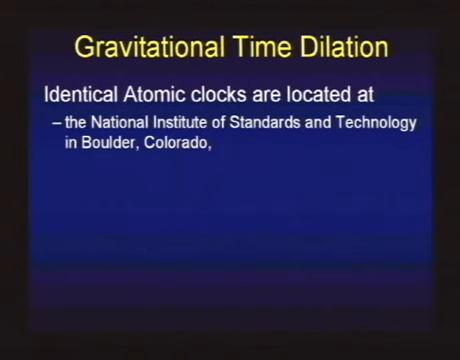 Gravitational Time Dilation
Identical Atomic clocks are located at
– the National Institute of Standards and Technology
in Boulder, Colorado,